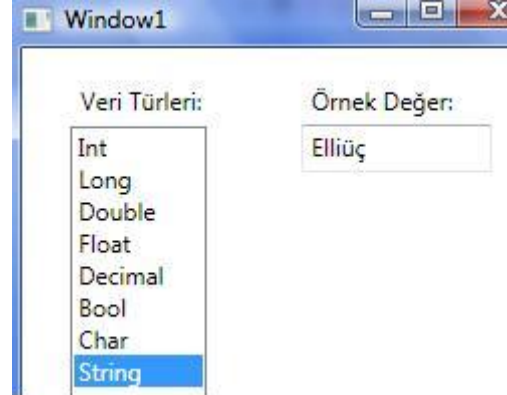 Window1
Veri Türleri:
Örnek Değer:
Int
Elliüç
Long
Double
Float
Decimal
Bool
Char
String